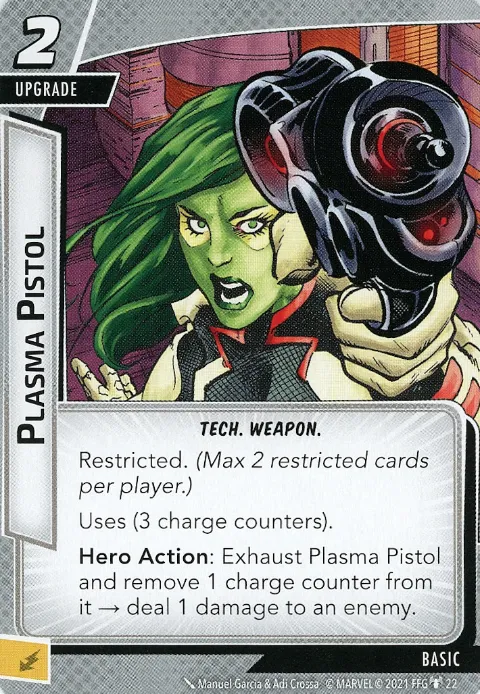 2
UPGRADE
PLASMA PISTOL
TECH. WEAPON.
Restricted. (Max 2 restricted cards
per player.)
Uses (3 charge counters).
Hero Action: Exhaust Plasma Pistol
and remove 1 charge counter from
it → deal 1 damage to an enemy.
BASIC
Manuel Garcia & Adi Crossa © MARVEL © 2021 FFG 22